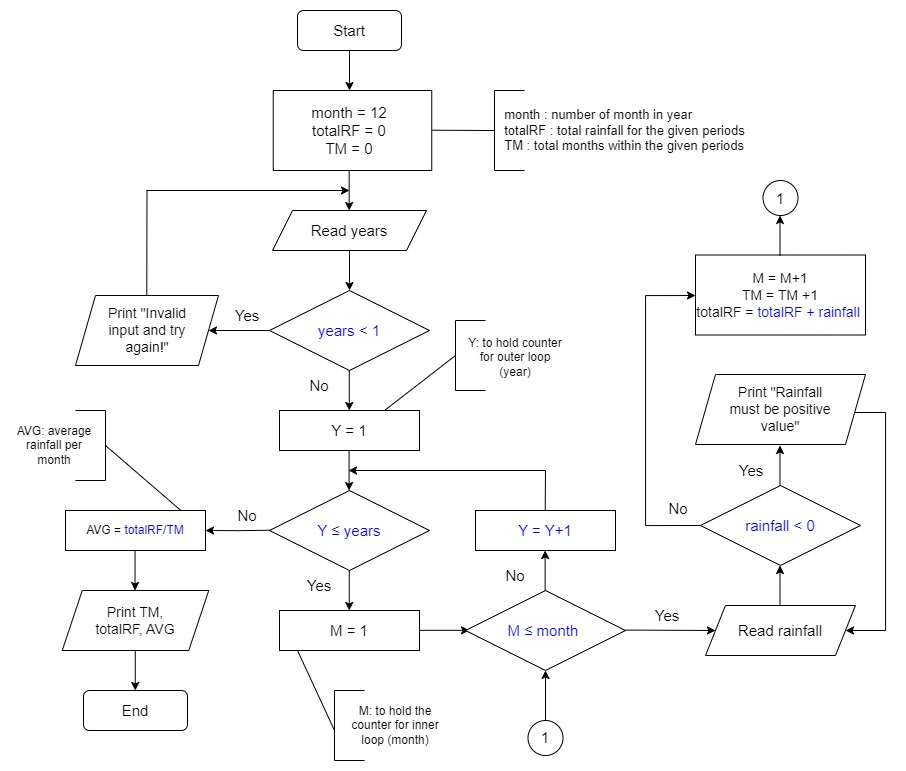 Start
month = 12
totalRF = 0
TM = 0
month : number of month in year
totalRF : total rainfall for the given periods
TM : total months within the given periods
Read years
Print "Invalid
input and try
again!"
Yes
years < 1
No
Y: to hold counter
for outer loop
(year)
Y = 1
AVG: average
rainfall per
month
AVG = totalRF/TM
No
Y ≤ years
Yes
Y = Y+1
No
Print TM,
totalRF, AVG
M = 1
M ≤ month
Yes
Read rainfall
End
M: to hold the
counter for inner
loop (month)
1
1
M = M+1
TM = TM +1
totalRF = totalRF + rainfall
Print "Rainfall
must be positive
value"
Yes
No
rainfall < 0